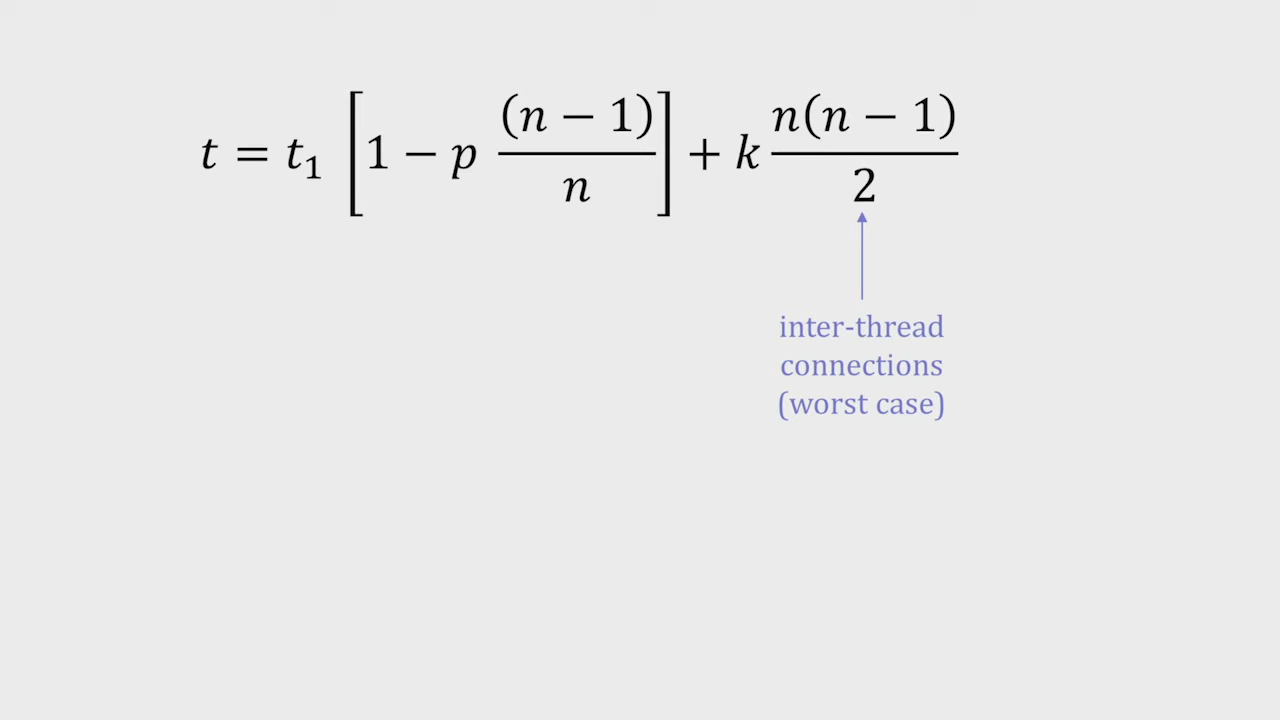 t = t₁ [1 − p (n − 1)/n] + k n(n − 1)/2
inter-thread
connections
(worst case)